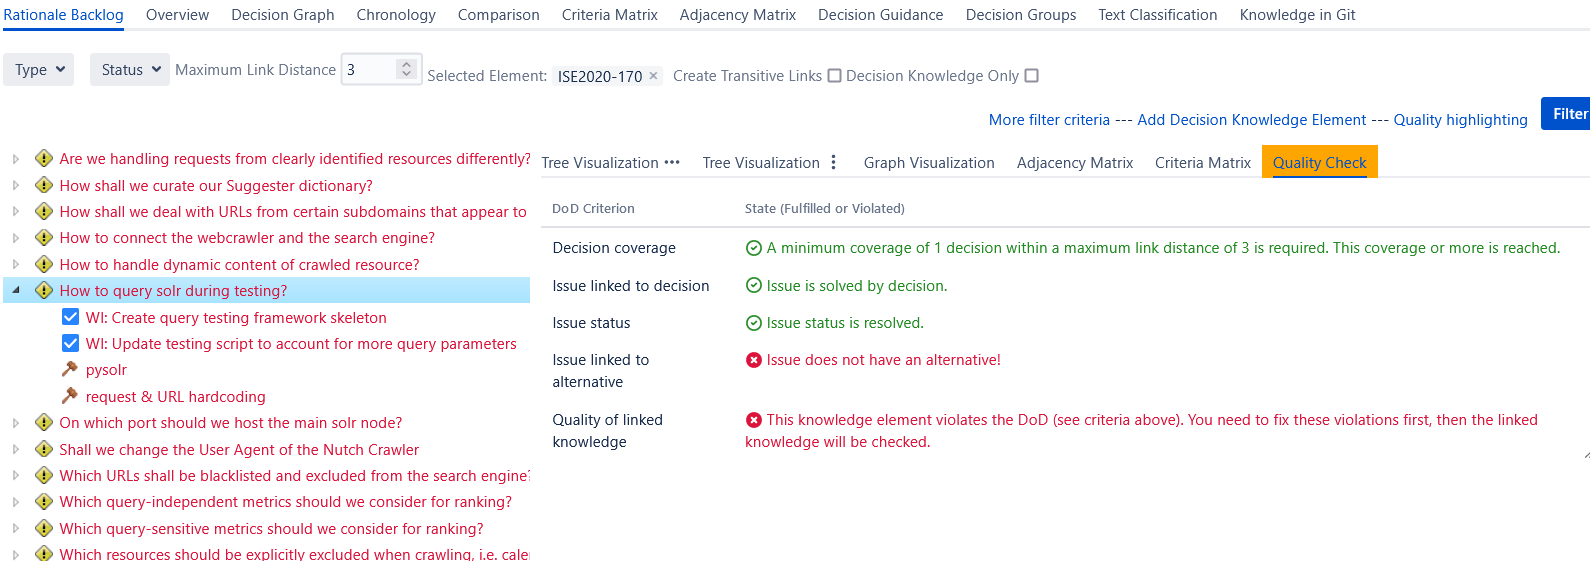 Rationale Backlog Overview Decision Graph Chronology Comparison Criteria Matrix Adjacency Matrix Decision Guidance Decision Groups Text Classification Knowledge in Git
Type Status Maximum Link Distance 3 Selected Element: ISE2020-170 × Create Transitive Links Decision Knowledge Only
More filter criteria --- Add Decision Knowledge Element --- Quality highlighting Filter
Are we handling requests from clearly identified resources differently?
How shall we curate our Suggester dictionary?
How shall we deal with URLs from certain subdomains that appear to
How to connect the webcrawler and the search engine?
How to handle dynamic content of crawled resource?
How to query solr during testing?
WI: Create query testing framework skeleton
WI: Update testing script to account for more query parameters
pysolr
request & URL hardcoding
On which port should we host the main solr node?
Shall we change the User Agent of the Nutch Crawler
Which URLs shall be blacklisted and excluded from the search engine?
Which query-independent metrics should we consider for ranking?
Which query-sensitive metrics should we consider for ranking?
Which resources should be explicitly excluded when crawling, i.e. caler
Tree Visualization ••• Tree Visualization ⋮ Graph Visualization Adjacency Matrix Criteria Matrix Quality Check
DoD Criterion State (Fulfilled or Violated)
Decision coverage A minimum coverage of 1 decision within a maximum link distance of 3 is required. This coverage or more is reached.
Issue linked to decision Issue is solved by decision.
Issue status Issue status is resolved.
Issue linked to Issue does not have an alternative!
alternative
Quality of linked This knowledge element violates the DoD (see criteria above). You need to fix these violations first, then the linked
knowledge knowledge will be checked.